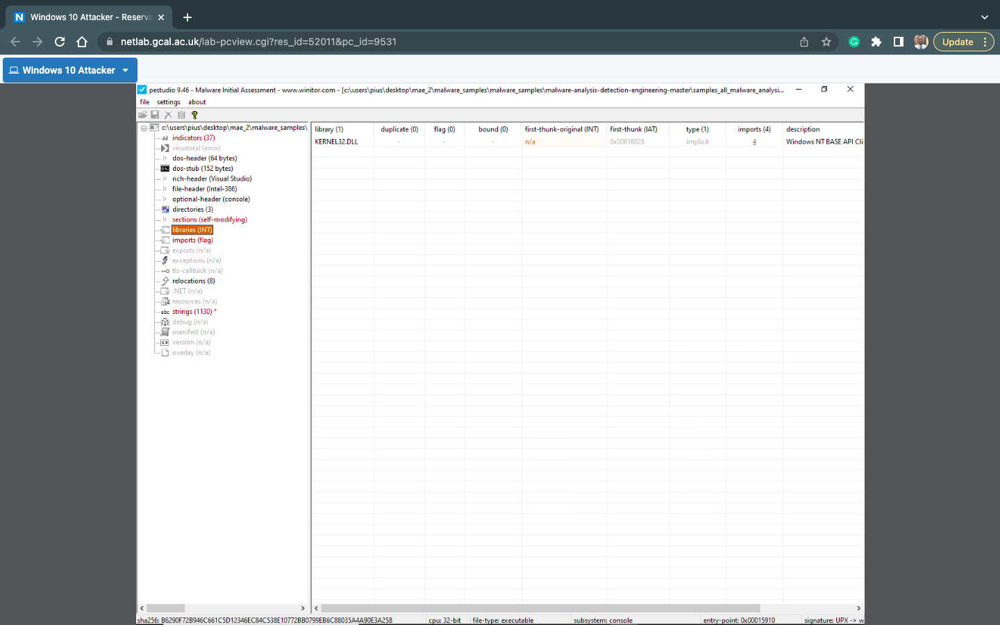 Windows 10 Attacker - Reserva
netlab.gcal.ac.uk/lab-pcview.cgi?res_id=52011&pc_id=9531
Update
Windows 10 Attacker
pestudio 9.46 - Malware Initial Assessment - www.winitor.com - [c:\users\pius\desktop\mae_2\malware_samples\malware_samples\malware-analysis-detection-engineering-master\samples_all_malware_analysi...
file settings about
c:\users\pius\desktop\mae_2\malware_samples\
indicators (37)
virustotal (error)
dos-header (64 bytes)
dos-stub (152 bytes)
rich-header (Visual Studio)
file-header (Intel-386)
optional-header (console)
directories (3)
sections (self-modifying)
libraries (INT)
imports (flag)
exports (n/a)
exceptions (n/a)
tls-callback (n/a)
relocations (8)
.NET (n/a)
resources (n/a)
abc strings (1130) *
debug (n/a)
manifest (n/a)
1.0 version (n/a)
overlay (n/a)
library (1) duplicate (0) flag (0) bound (0) first-thunk-original (INT) first-thunk (IAT) type (1) imports (4) description
KERNEL32.DLL - - - n/a 0x00016028 implicit 4 Windows NT BASE API Cli
sha256: B6290F72B946C661C5D12346EC84C538E10772BB0799EB6C88035A4A90E3A258 cpu: 32-bit file-type: executable subsystem: console entry-point: 0x00015910 signature: UPX -> w